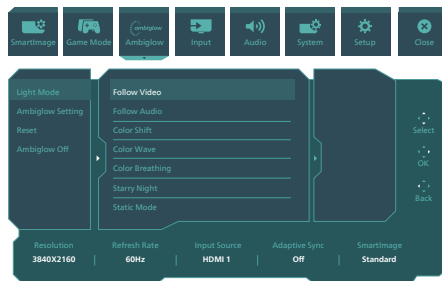 ambiglow
SmartImage Game Mode Ambiglow Input Audio System Setup Close
Light Mode Follow Video
Ambiglow Setting Follow Audio
Reset Color Shift
Select
Ambiglow Off Color Wave
OK
Color Breathing
Starry Night
Back
Static Mode
Resolution Refresh Rate Input Source Adaptive Sync SmartImage
3840X2160 60Hz HDMI 1 Off Standard